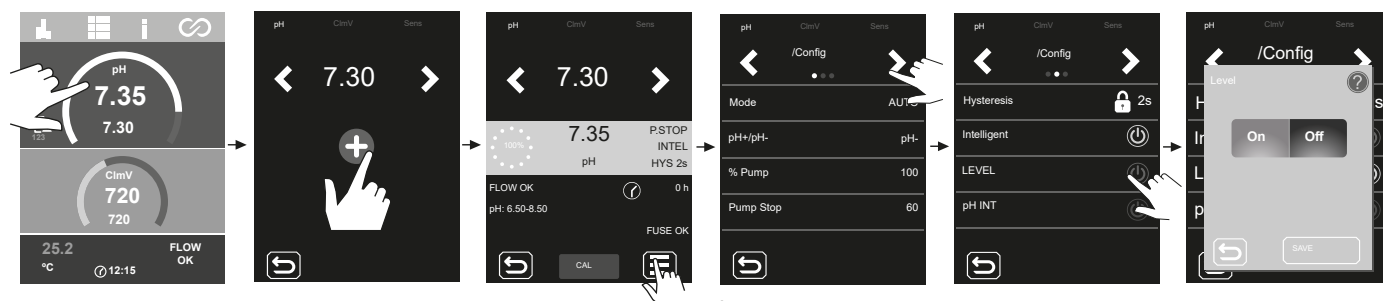 pH
7.35
7.30
123
ClmV
720
720
25.2
ºC
12:15
FLOW
OK
pH ClmV Sens
7.30
pH ClmV Sens
7.30
100%
7.35
pH
P.STOP
INTEL
HYS 2s
FLOW OK
0 h
pH: 6.50-8.50
FUSE OK
CAL
pH ClmV Sens
/Config
Mode AUTO
pH+/pH- pH-
% Pump 100
Pump Stop 60
pH ClmV Sens
/Config
Hysteresis 2s
Intelligent
LEVEL
pH INT
pH ClmV Sens
/Config
Level
?
On Off
SAVE